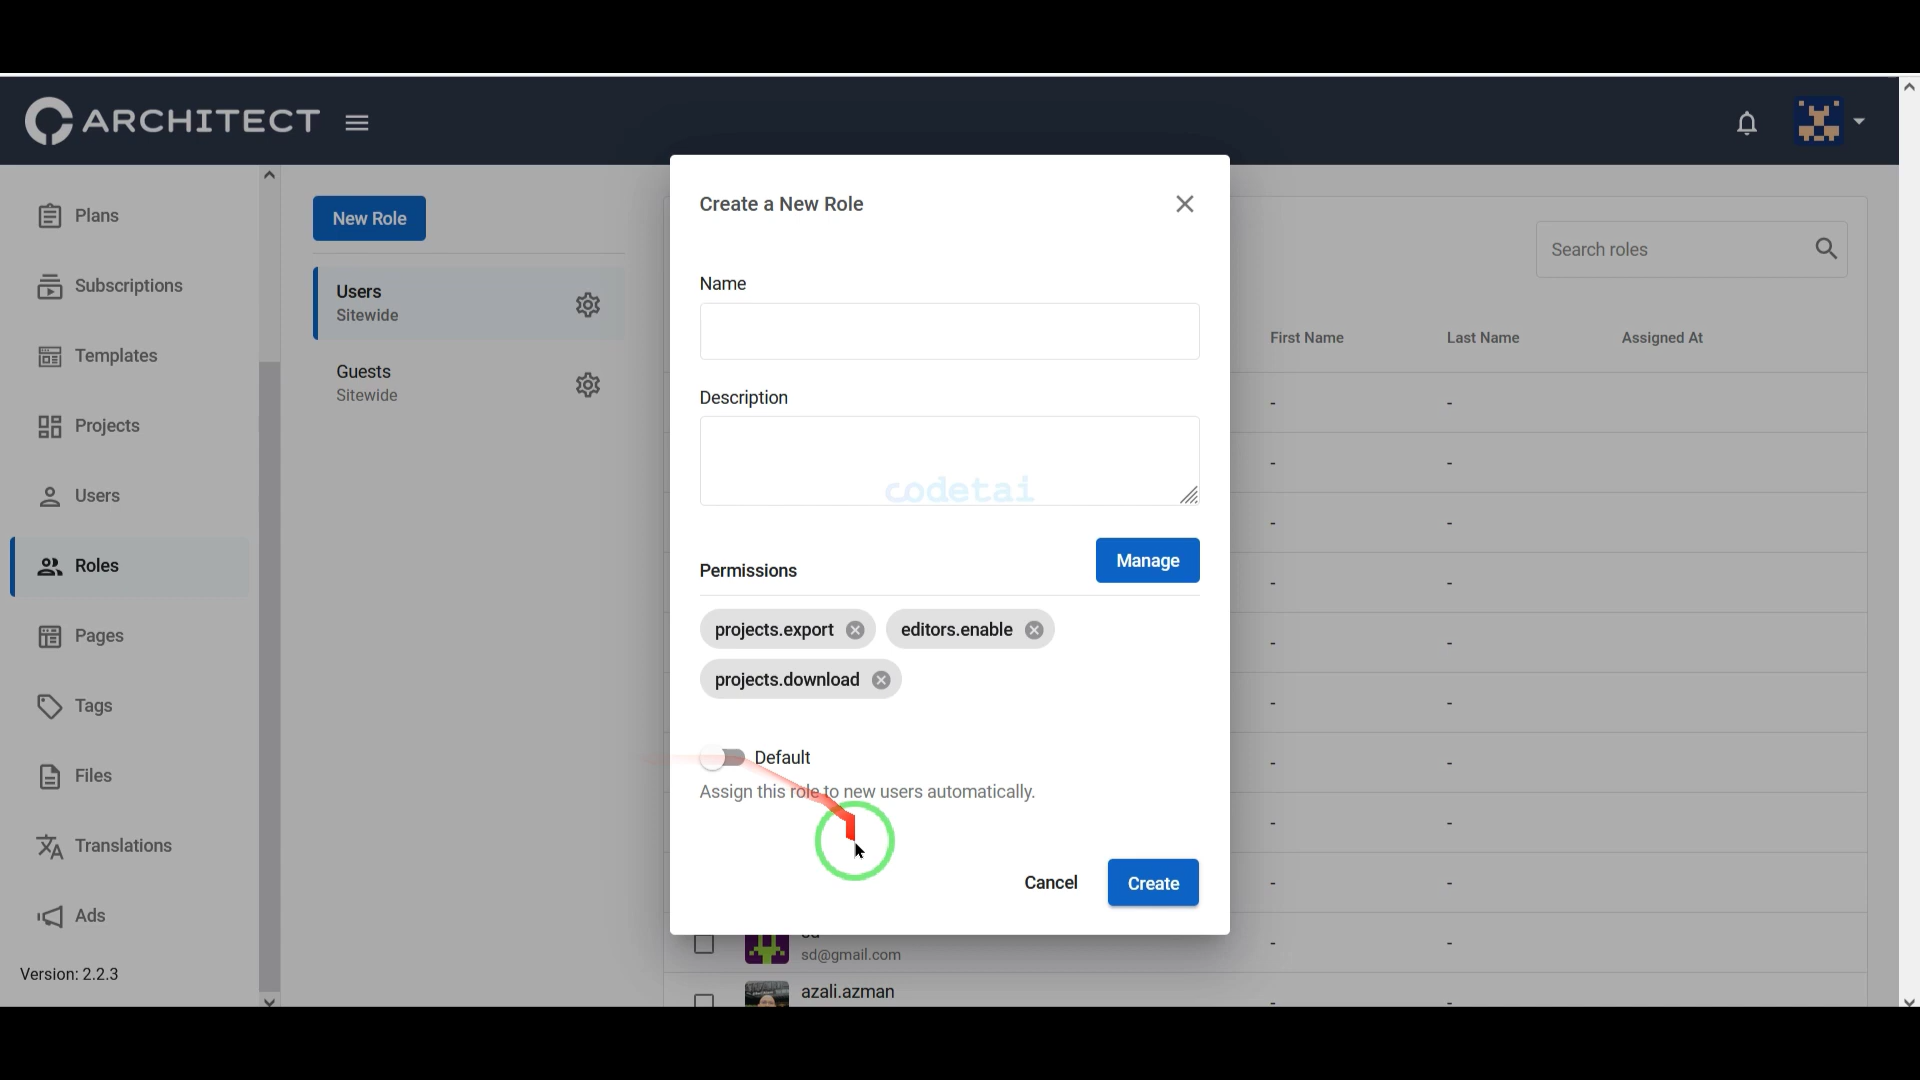 ARCHITECT
Plans
Subscriptions
Templates
Projects
Users
Roles
Pages
Tags
Files
Translations
Ads
Version: 2.2.3
New Role
Users
Sitewide
Guests
Sitewide
Create a New Role
Name
Description
codetai
Permissions
Manage
projects.export
editors.enable
projects.download
Default
Assign this role to new users automatically.
Cancel
Create
Search roles
First Name Last Name Assigned At
- -
- -
- -
- -
- -
- -
- -
- -
- -
sd@gmail.com - -
azali.azman
- -